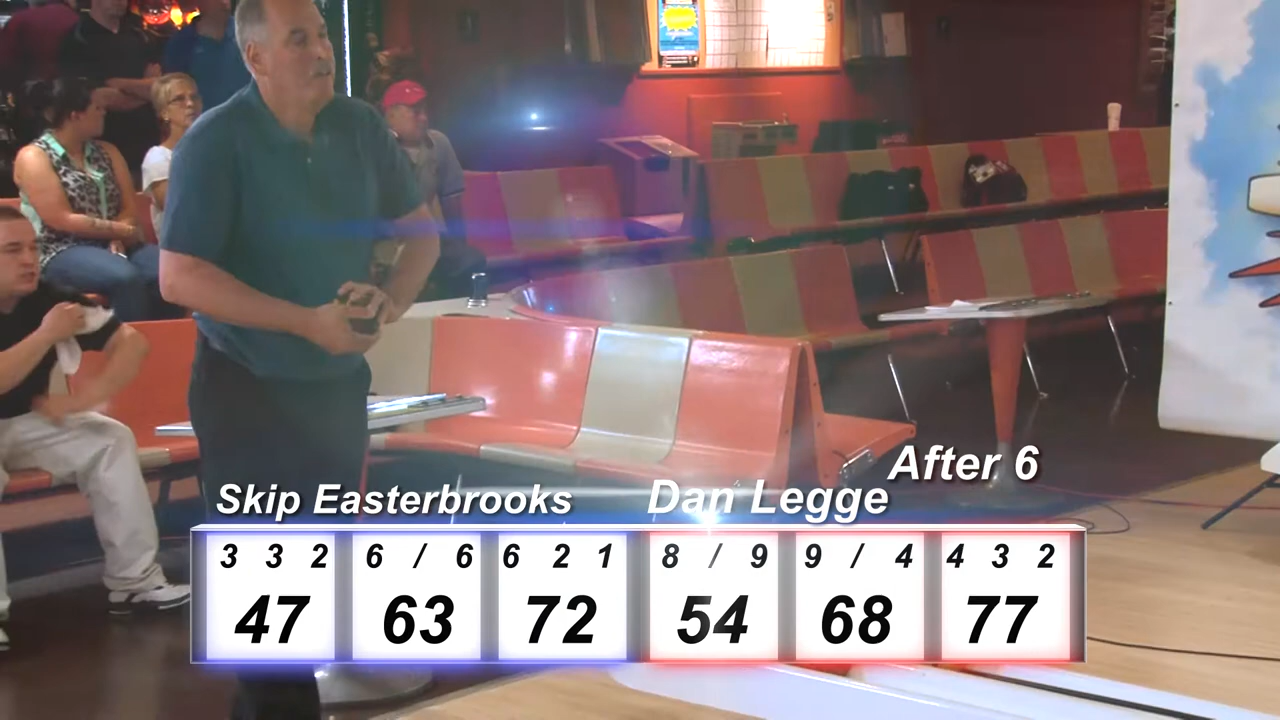 After 6
Skip Easterbrooks Dan Legge
3 3 2 6 / 6 6 2 1 8 / 9 9 / 4 4 3 2
47 63 72 54 68 77